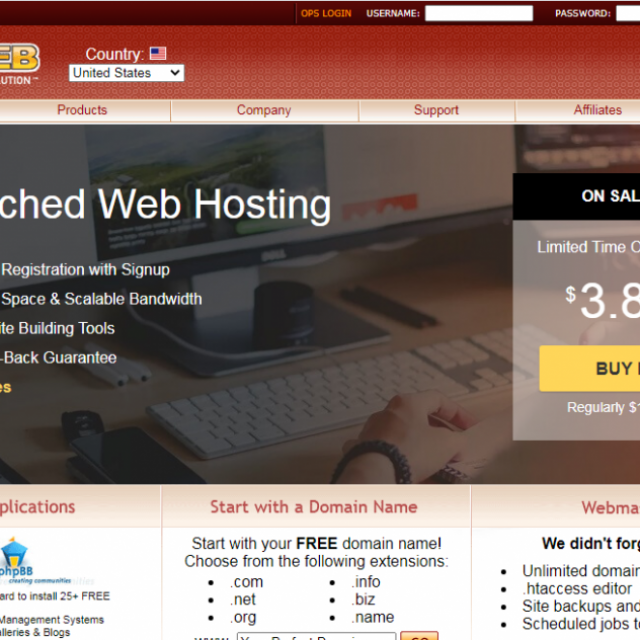 OPS LOGIN USERNAME: PASSWORD:
EB
UTION™
Country:
United States
Products Company Support Affiliates
ched Web Hosting
Registration with Signup
Space & Scalable Bandwidth
te Building Tools
-Back Guarantee
es
ON SAL
Limited Time O
$3.8
BUY
Regularly $1
plications
phpBB
creating communities
ard to install 25+ FREE
Management Systems
alleries & Blogs
Start with a Domain Name
Start with your FREE domain name!
Choose from the following extensions:
• .com • .info
• .net • .biz
• .org • .name
Webma
We didn't forg
• Unlimited domain
• .htaccess editor
• Site backups and
• Scheduled jobs t